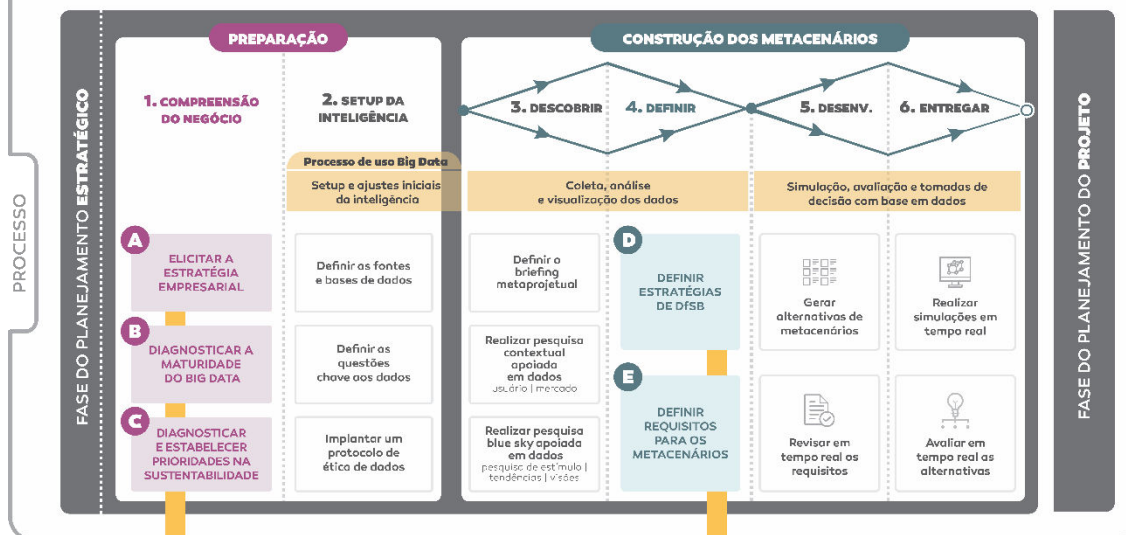 PROCESSO
FASE DO PLANEJAMENTO ESTRATÉGICO
PREPARAÇÃO
1. COMPREENSÃO
DO NEGÓCIO
2. SETUP DA
INTELIGÊNCIA
Processo de uso Big Data
Setup e ajustes iniciais
da inteligência
A
ELICITAR A
ESTRATÉGIA
EMPRESARIAL
Definir as fontes
e bases de dados
B
DIAGNOSTICAR A
MATURIDADE
DO BIG DATA
Definir as
questões
chave aos dados
C
DIAGNOSTICAR
E ESTABELECER
PRIORIDADES NA
SUSTENTABILIDADE
Implantar um
protocolo de
ética de dados
CONSTRUÇÃO DOS METACENÁRIOS
3. DESCOBRIR
4. DEFINIR
5. DESENV.
6. ENTREGAR
Coleta, análise
e visualização dos dados
Simulação, avaliação e tomadas de
decisão com base em dados
Definir o
briefing
metaprojetual
D
DEFINIR
ESTRATÉGIAS
DE DfSB
Gerar
alternativas de
metacenários
Realizar
simulações em
tempo real
Realizar pesquisa
contextual
apoiada
em dados
usuário | mercado
E
DEFINIR
REQUISITOS
PARA OS
METACENÁRIOS
Realizar pesquisa
blue sky apoiada
em dados
pesquisa de estímulo |
tendências | visões
Revisar em
tempo real os
requisitos
Avaliar em
tempo real as
alternativas
FASE DO PLANEJAMENTO DO PROJETO